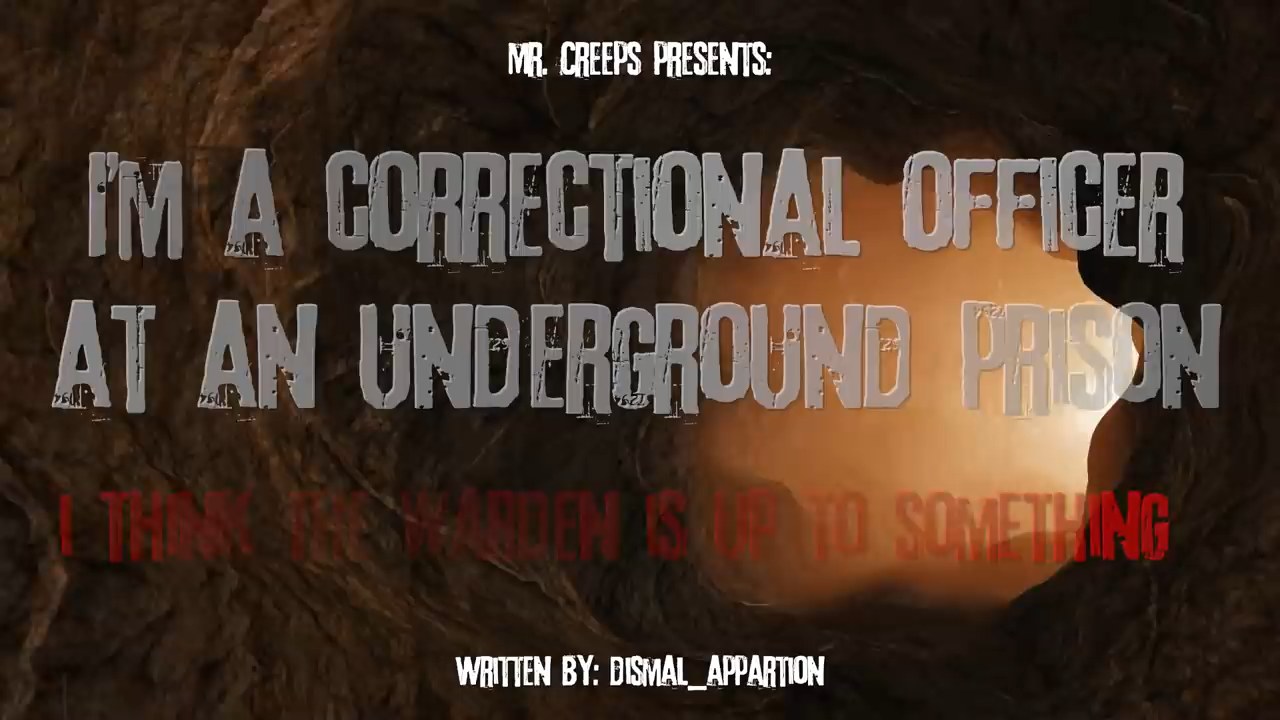 MR. CREEPS PRESENTS:
I'M A CORRECTIONAL OFFICER
AT AN UNDERGROUND PRISON
I THINK THE WARDEN IS UP TO SOMETHING
WRITTEN BY: DISMAL_APPARTION